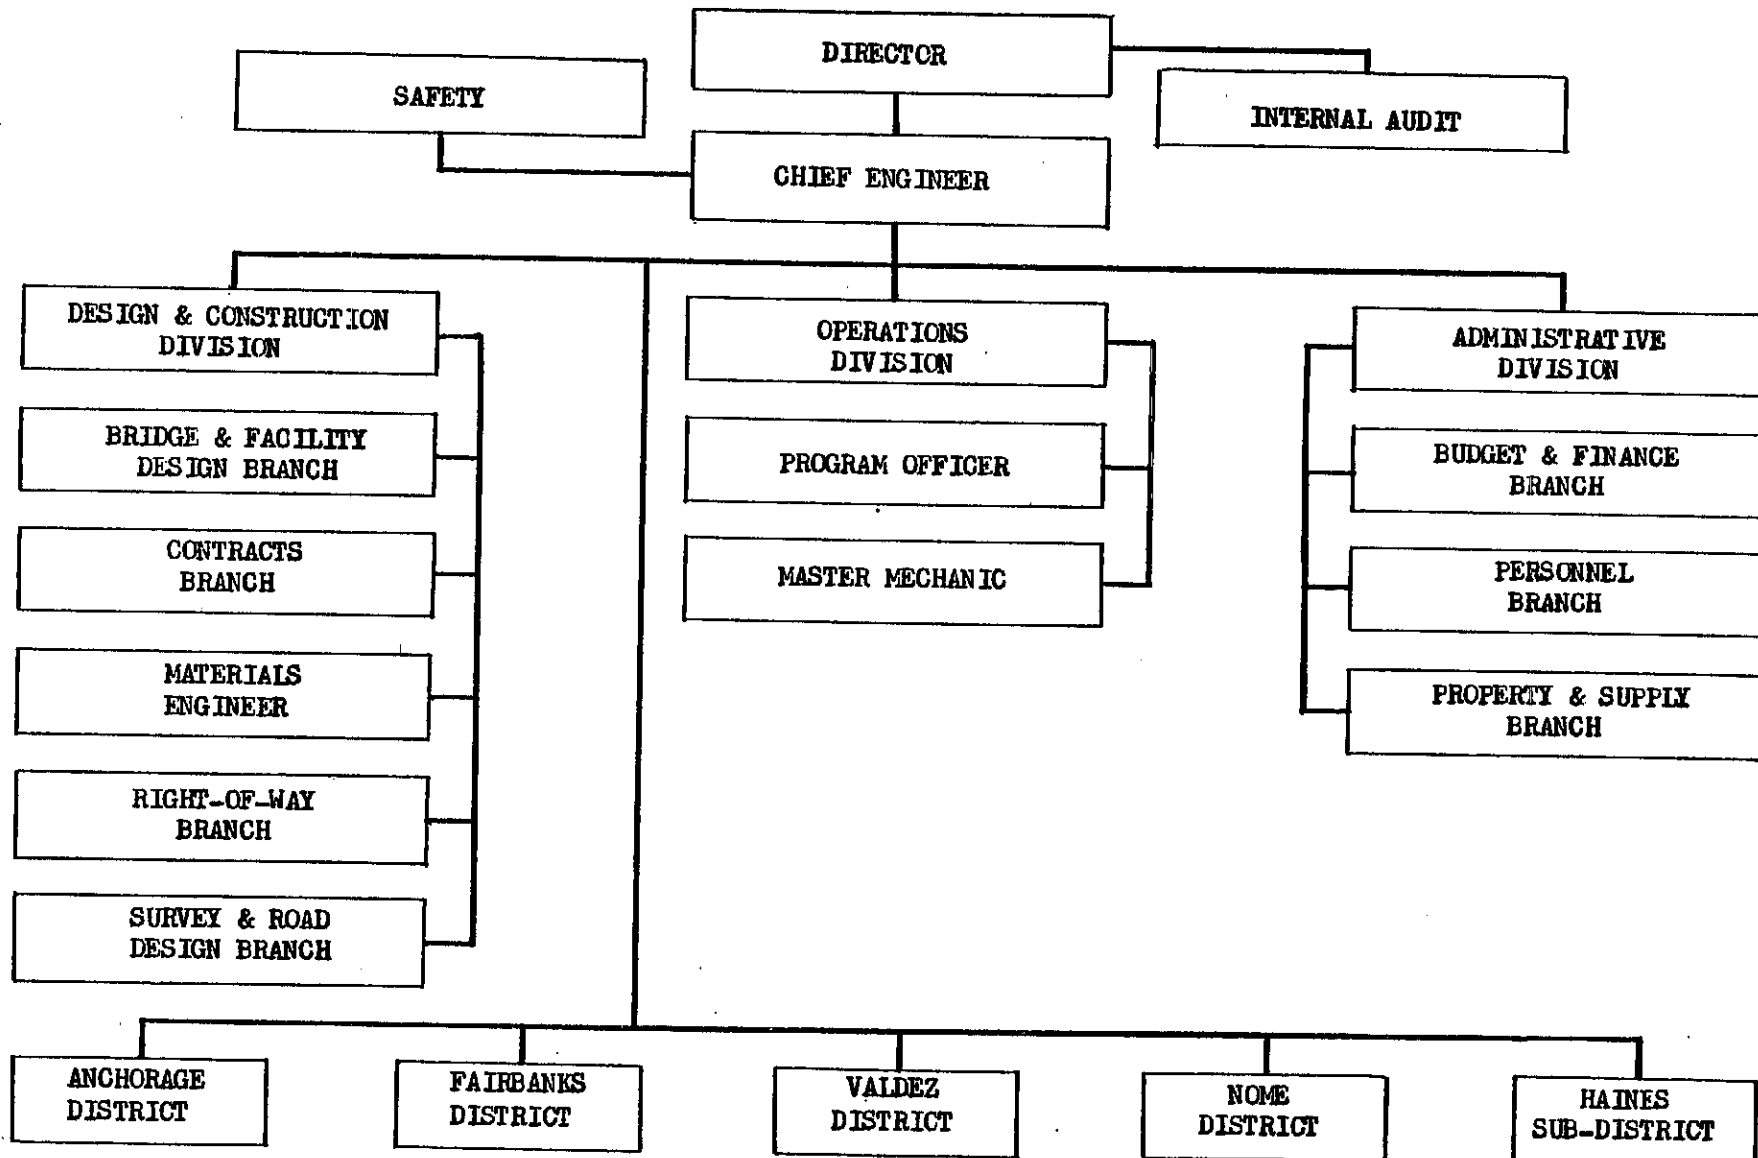 DIRECTOR
SAFETY
INTERNAL AUDIT
CHIEF ENGINEER
DESIGN & CONSTRUCTION
DIVISION
BRIDGE & FACILITY
DESIGN BRANCH
CONTRACTS
BRANCH
MATERIALS
ENGINEER
RIGHT-OF-WAY
BRANCH
SURVEY & ROAD
DESIGN BRANCH
OPERATIONS
DIVISION
PROGRAM OFFICER
MASTER MECHANIC
ADMINISTRATIVE
DIVISION
BUDGET & FINANCE
BRANCH
PERSONNEL
BRANCH
PROPERTY & SUPPLY
BRANCH
ANCHORAGE
DISTRICT
FAIRBANKS
DISTRICT
VALDEZ
DISTRICT
NOME
DISTRICT
HAINES
SUB-DISTRICT